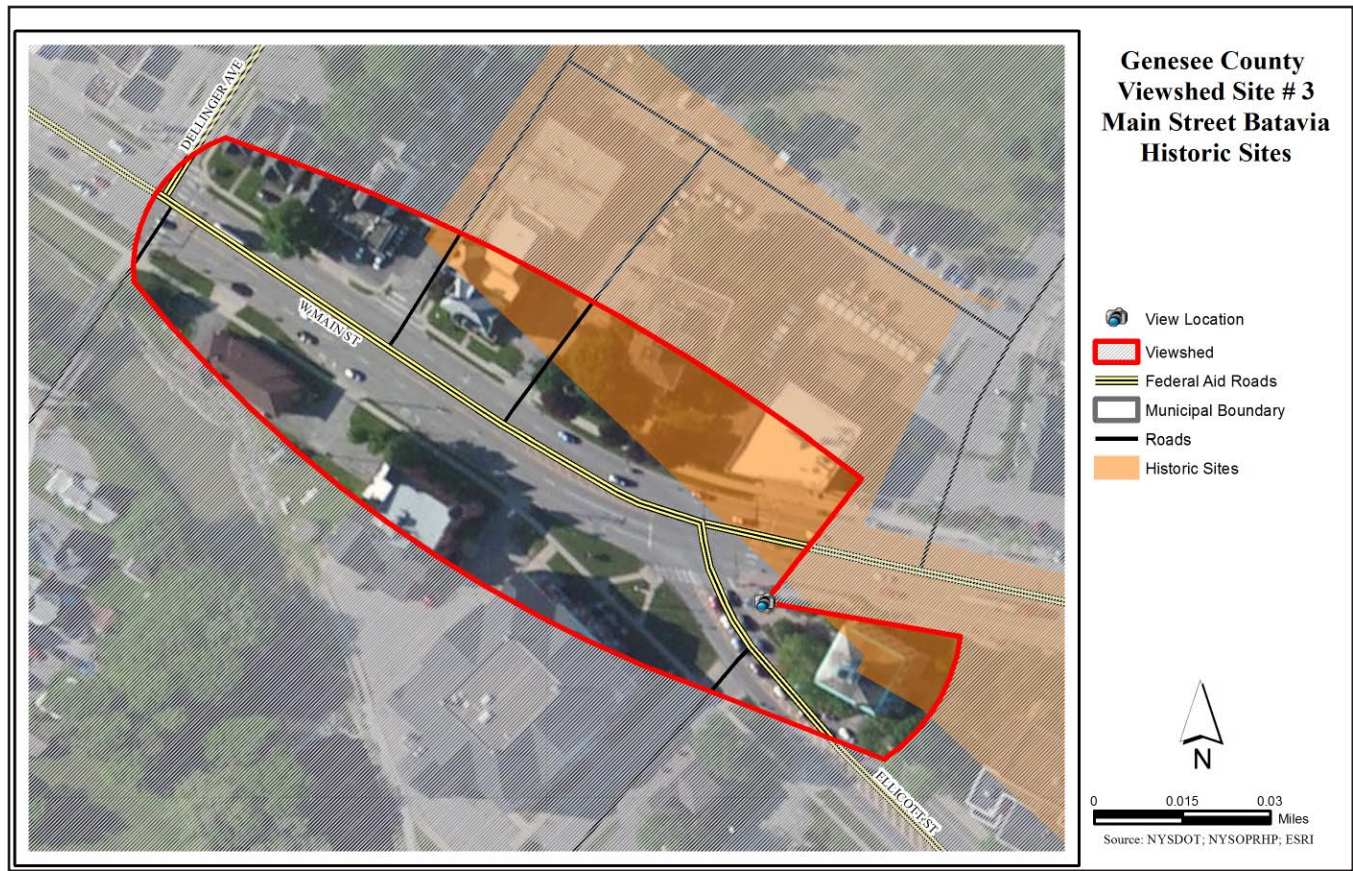 Genesee County
Viewshed Site # 3
Main Street Batavia
Historic Sites
DELLINGER AVE
W MAIN ST
ELLICOTT ST
View Location
Viewshed
Federal Aid Roads
Municipal Boundary
Roads
Historic Sites
N
0 0.015 0.03
Miles
Source: NYSDOT; NYSOPRHP; ESRI